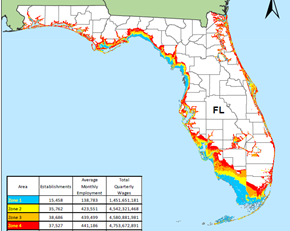 FL
Area Establishments Average Monthly Employment Total Quarterly Wages
Zone 1 15,458 138,783 1,451,651,181
Zone 2 35,762 423,551 4,542,321,468
Zone 3 38,686 439,499 4,580,881,981
Zone 4 37,527 441,186 4,753,672,891